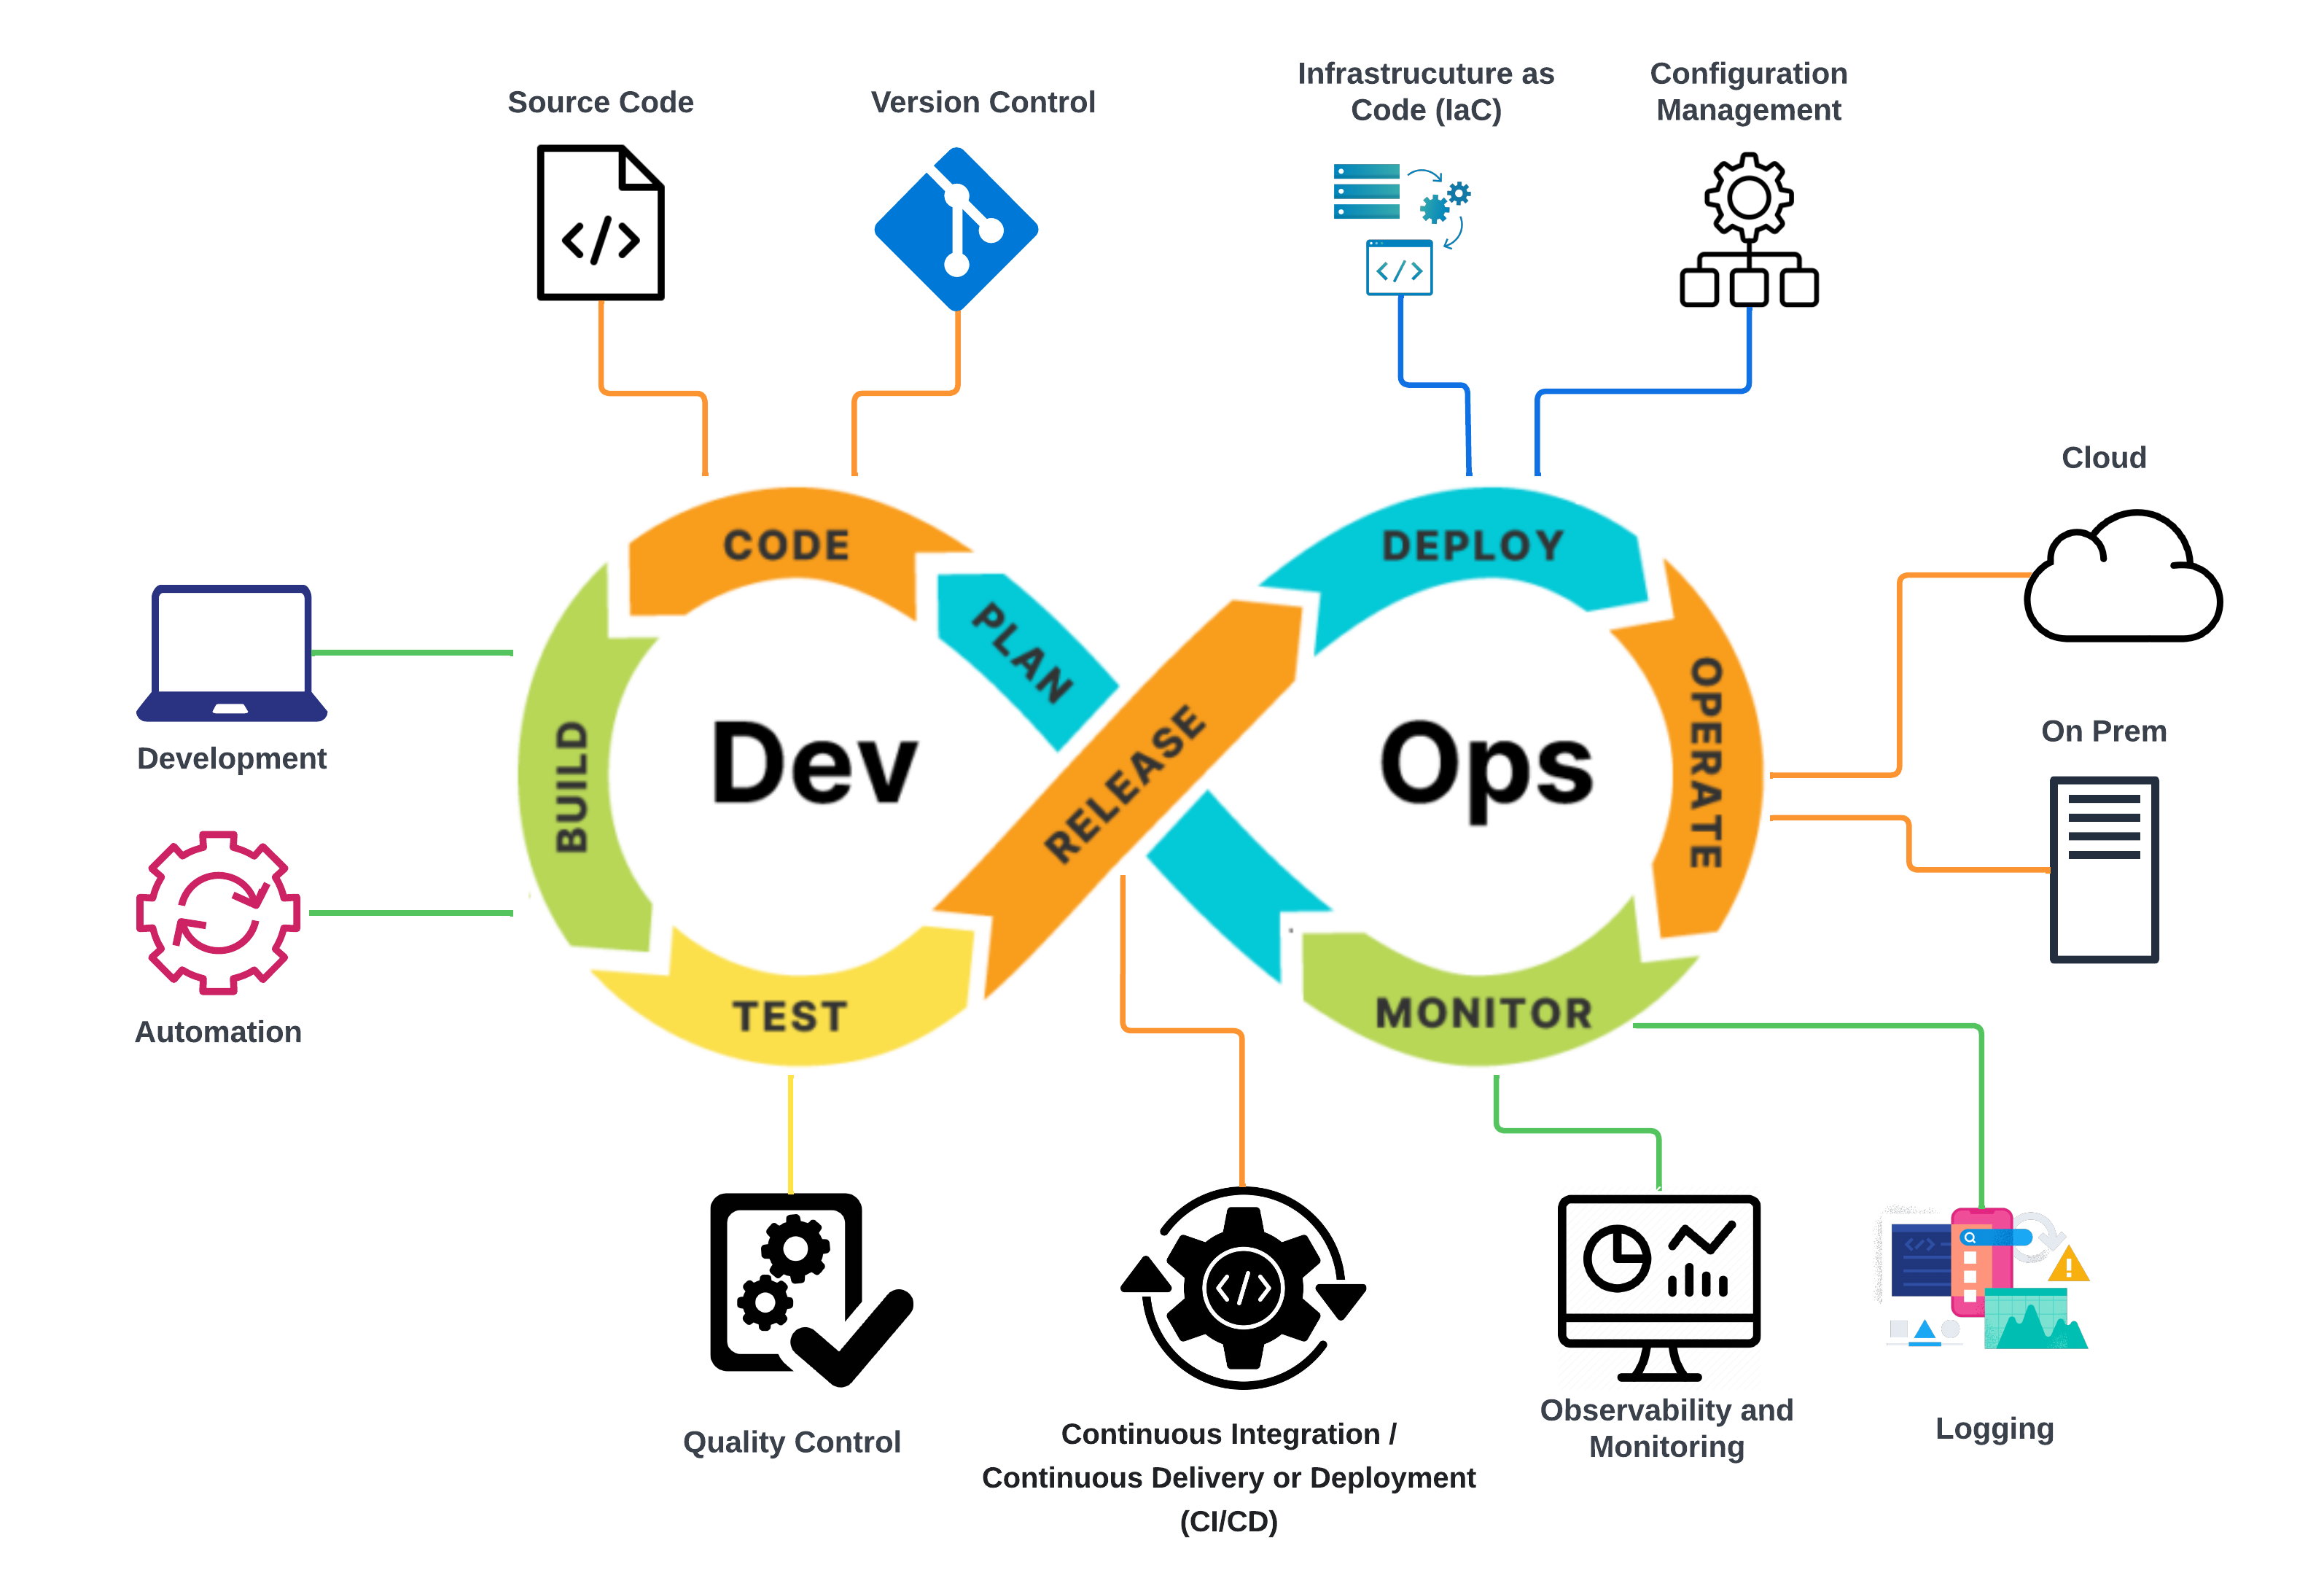 Source Code
Version Control
Infrastrucuture as
Code (IaC)
Configuration
Management
Cloud
On Prem
Development
Automation
CODE
PLAN
BUILD
Dev
TEST
RELEASE
DEPLOY
Ops
OPERATE
MONITOR
Quality Control
Continuous Integration /
Continuous Delivery or Deployment
(CI/CD)
Observability and
Monitoring
Logging